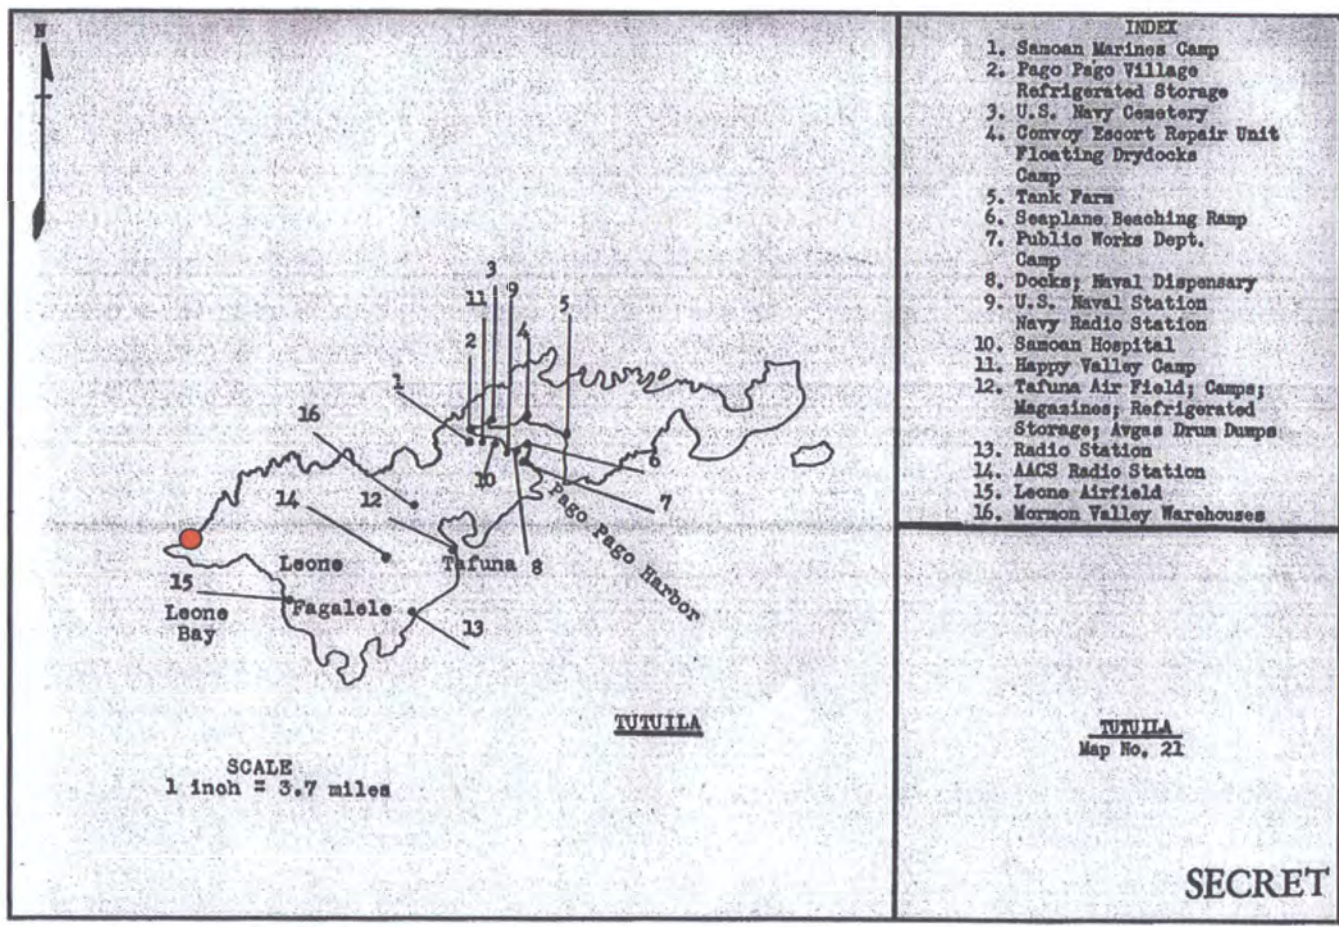 N
INDEX
1. Samoan Marines Camp
2. Pago Pago Village
Refrigerated Storage
3. U.S. Navy Cemetery
4. Convoy Escort Repair Unit
Floating Drydocks
Camp
5. Tank Farm
6. Seaplane Beaching Ramp
7. Public Works Dept.
Camp
8. Docks; Naval Dispensary
9. U.S. Naval Station
Navy Radio Station
10. Samoan Hospital
11. Happy Valley Camp
12. Tafuna Air Field; Camps;
Magazines; Refrigerated
Storage; Avgas Drum Dumps
13. Radio Station
14. AACS Radio Station
15. Leone Airfield
16. Mormon Valley Warehouses
3
11
9
5
2
4
1
16
6
10
12
14
7
Pago Pago Harbor
Leone
Tafuna
8
15
Fagalele
Leone
Bay
13
TUTUILA
SCALE
1 inch = 3.7 miles
TUTUILA
Map No. 21
SECRET